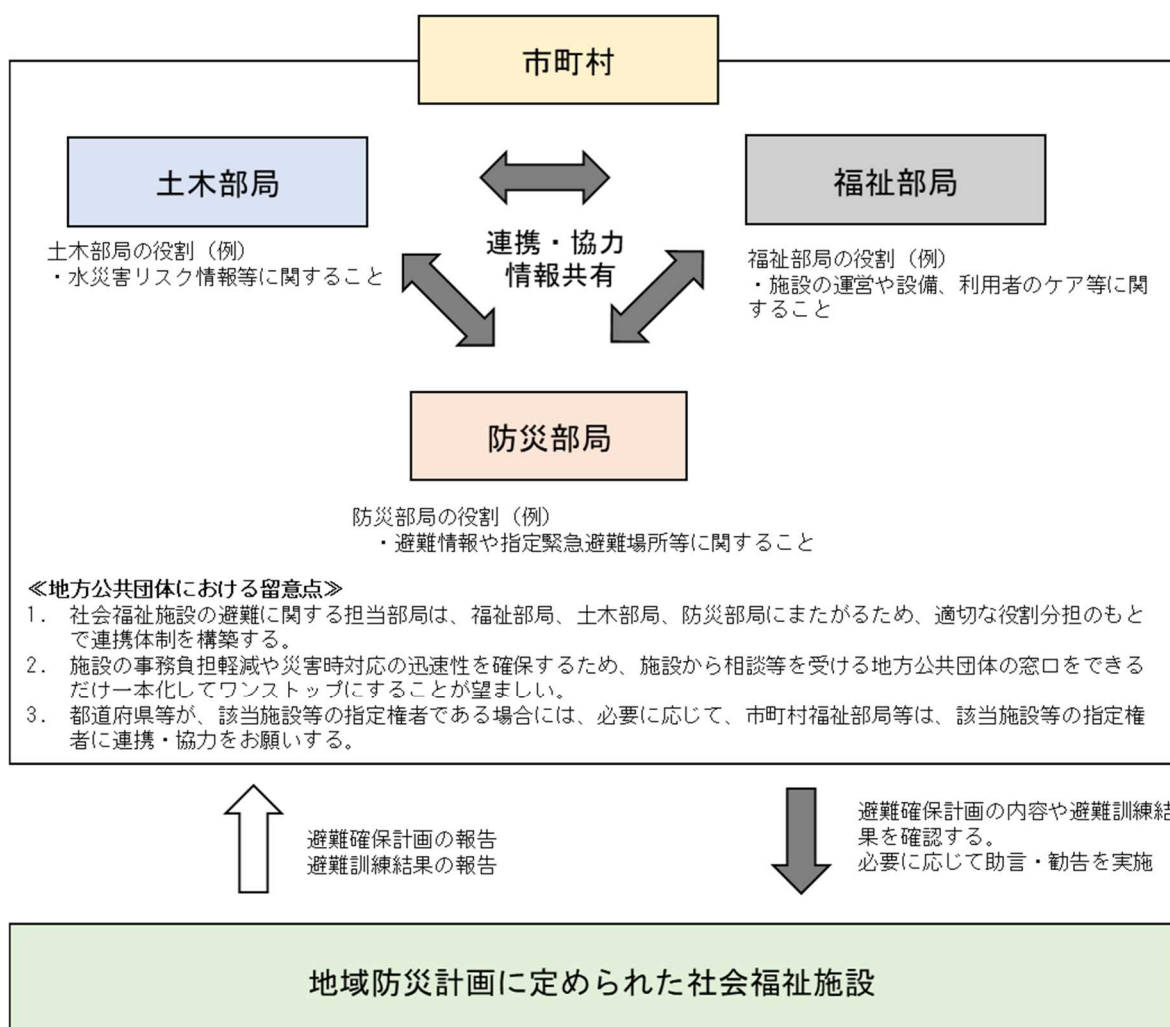 市町村
土木部局
福祉部局
連携・協力
情報共有
土木部局の役割（例）
・水災害リスク情報等に関すること
福祉部局の役割（例）
・施設の運営や設備、利用者のケア等に関
すること
防災部局
防災部局の役割（例）
・避難情報や指定緊急避難場所等に関すること
≪地方公共団体における留意点≫
1. 社会福祉施設の避難に関する担当部局は、福祉部局、土木部局、防災部局にまたがるため、適切な役割分担のもと
で連携体制を構築する。
2. 施設の事務負担軽減や災害時対応の迅速性を確保するため、施設から相談等を受ける地方公共団体の窓口をできる
だけ一本化してワンストップにすることが望ましい。
3. 都道府県等が、該当施設等の指定権者である場合には、必要に応じて、市町村福祉部局等は、該当施設等の指定権
者に連携・協力をお願いする。
避難確保計画の報告
避難訓練結果の報告
避難確保計画の内容や避難訓練結
果を確認する。
必要に応じて助言・勧告を実施
地域防災計画に定められた社会福祉施設